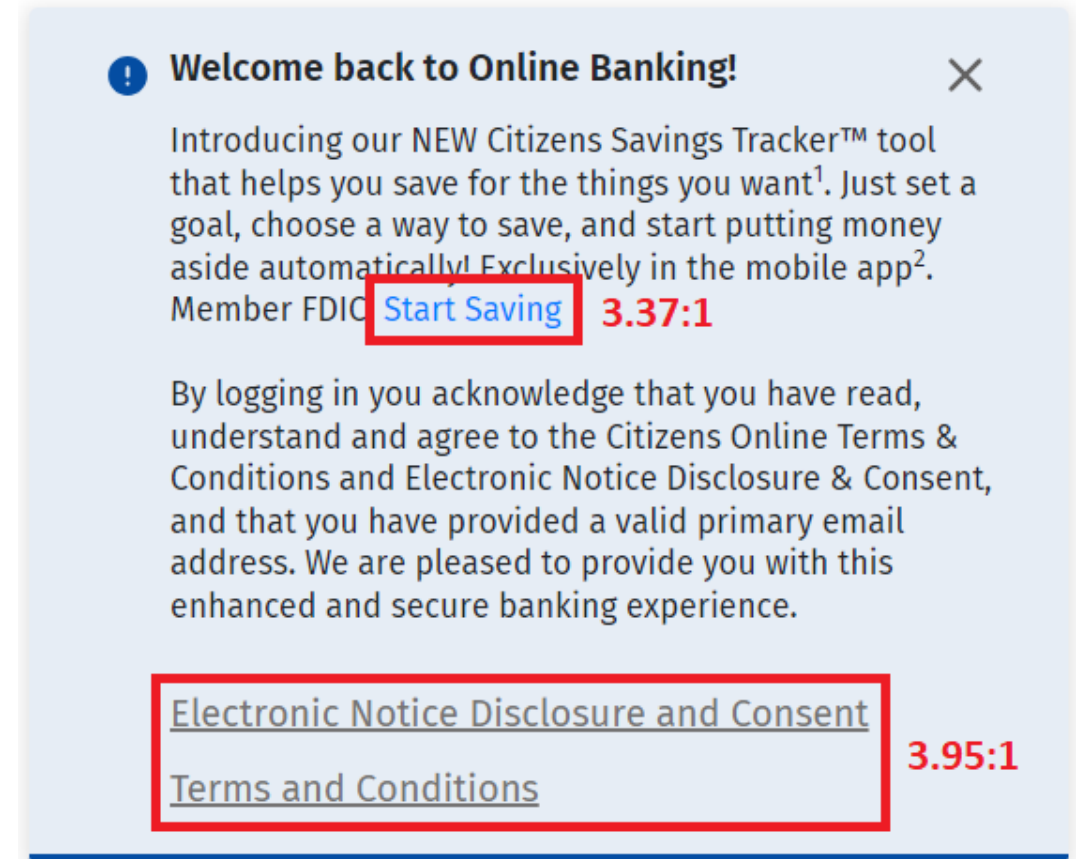 Welcome back to Online Banking!
Introducing our NEW Citizens Savings Tracker™ tool
that helps you save for the things you want¹. Just set a
goal, choose a way to save, and start putting money
aside automatically! Exclusively in the mobile app².
Member FDIC Start Saving 3.37:1
By logging in you acknowledge that you have read,
understand and agree to the Citizens Online Terms &
Conditions and Electronic Notice Disclosure & Consent,
and that you have provided a valid primary email
address. We are pleased to provide you with this
enhanced and secure banking experience.
Electronic Notice Disclosure and Consent
3.95:1
Terms and Conditions